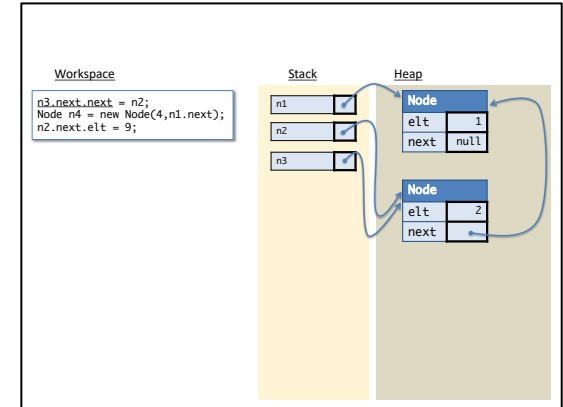 Workspace
Stack
Heap
n3.next.next = n2;
Node n4 = new Node(4,n1.next);
n2.next.elt = 9;
n1
n2
n3
Node
elt 1
next null
Node
elt 2
next